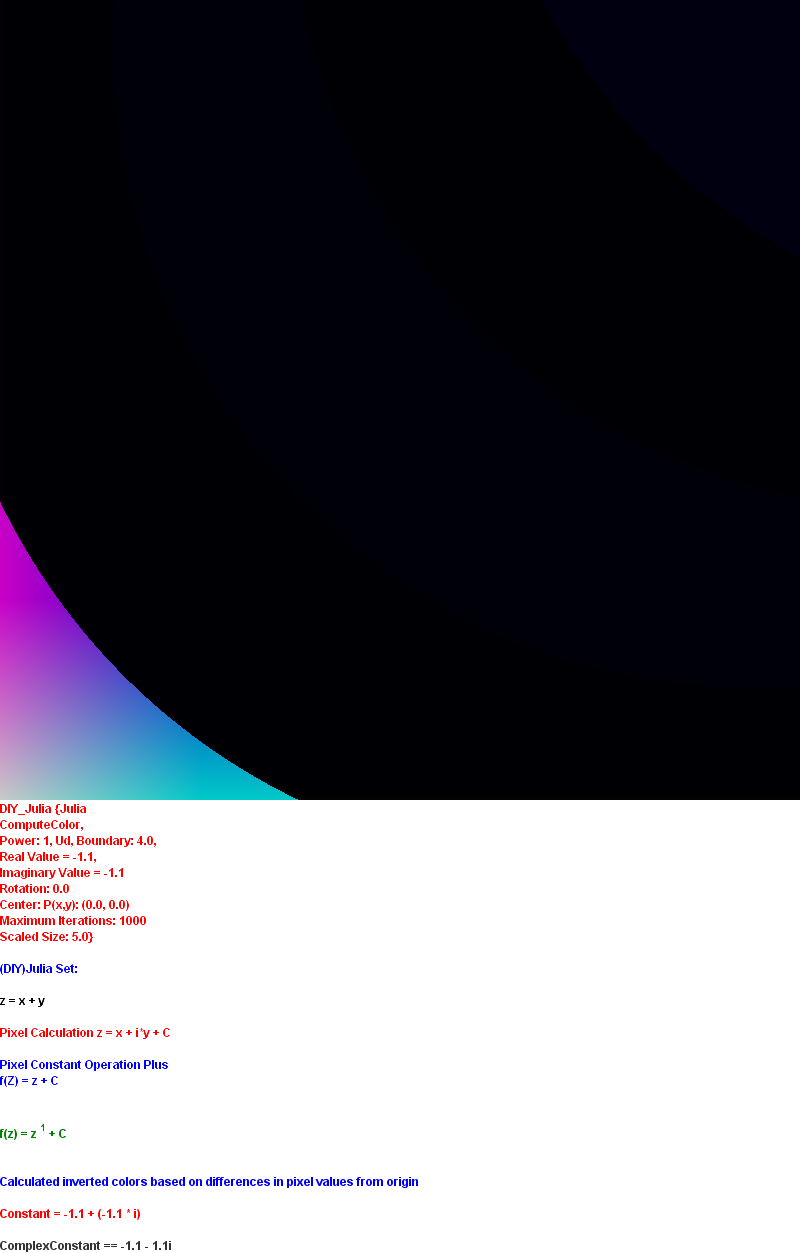 DIY_Julia {Julia
ComputeColor,
Power: 1, Ud, Boundary: 4.0,
Real Value = -1.1,
Imaginary Value = -1.1
Rotation: 0.0
Center: P(x,y): (0.0, 0.0)
Maximum Iterations: 1000
Scaled Size: 5.0}
(DIY)Julia Set:
z = x + y
Pixel Calculation z = x + i*y + C
Pixel Constant Operation Plus
f(Z) = z + C
f(z) = z ¹ + C
Calculated inverted colors based on differences in pixel values from origin
Constant = -1.1 + (-1.1 * i)
ComplexConstant == -1.1 - 1.1i